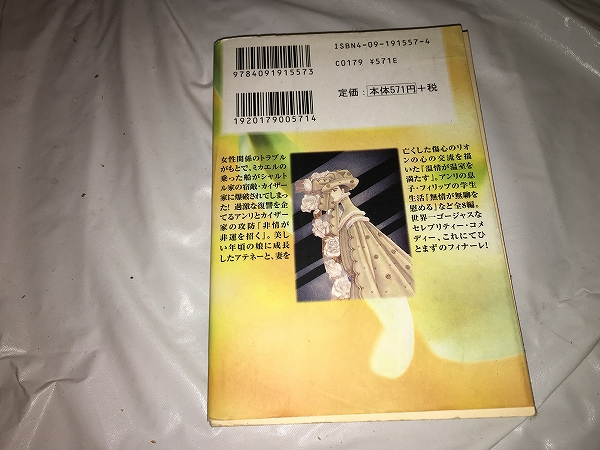 ISBN4-09-191557-4
C0179 ¥571E
9784091915573
定価：本体571円＋税
1920179005714
女性関係のトラブル
がもとで、ミカエルの
乗った船がシャルト
ル家の宿敵・カイザー
家に爆破されてしまっ
た！過激な復讐を企
てるアンリとカイザー
家の攻防『非情が
非運を招く』。美し
い年頃の娘に成長
したアテネーと、妻を
亡くした傷心のリオ
ンの心の交流を描
いた『温情が温室を
満たす』。アンリの息
子・フィリップの学生
生活『無情が無聊を
慰める』など全8編。
世界一ゴージャスな
セレブリティー・コメ
ディー、これにてひ
とまずのフィナーレ！